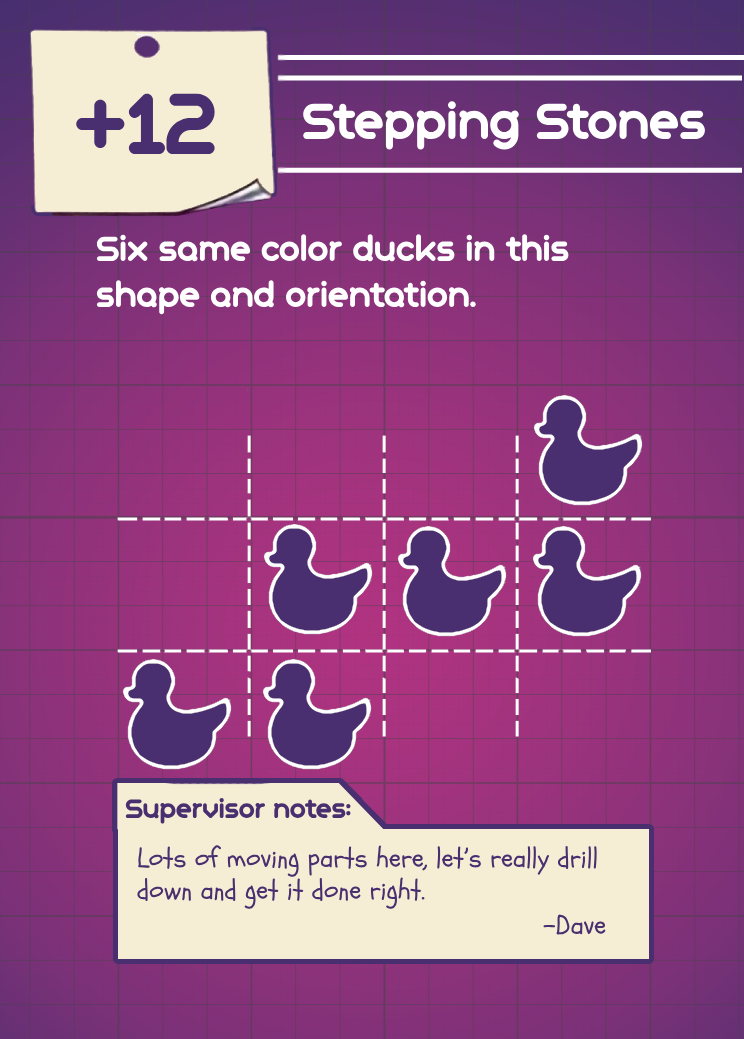 +12
Stepping Stones
Six same color ducks in this
shape and orientation.
Supervisor notes:
Lots of moving parts here, let's really drill
down and get it done right.
-Dave